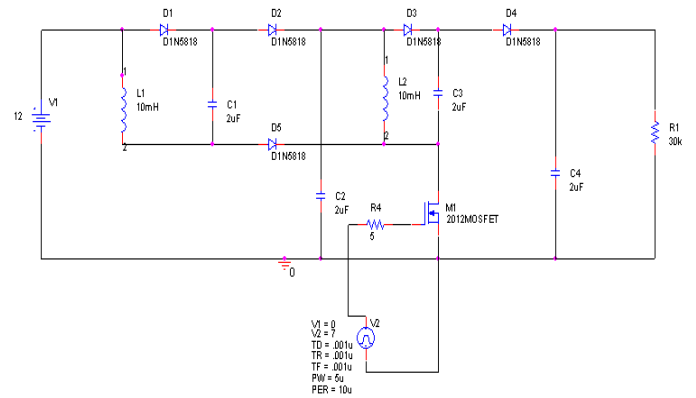 D1
D2
D3
D4
D1N5818
D1N5818
D1N5818
D1N5818
1
1
V1
12
L1
10mH
C1
2uF
L2
10mH
C3
2uF
R1
30k
2
D5
2
D1N5818
C2
2uF
R4
5
M1
2012MOSFET
C4
2uF
0
V1 = 0
V2 = 7
TD = .001u
TR = .001u
TF = .001u
PW = 5u
PER = 10u
V2